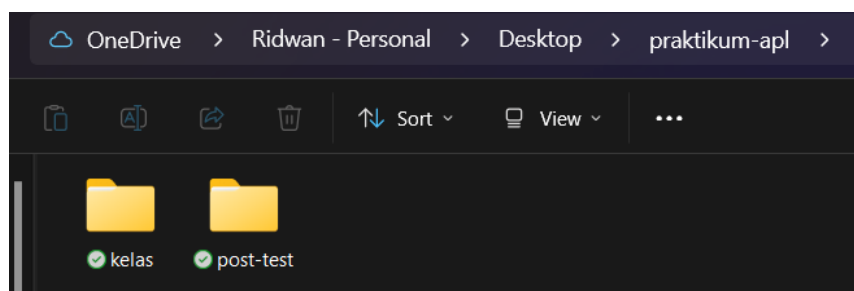 OneDrive > Ridwan - Personal > Desktop > praktikum-apl >
Sort View
kelas post-test